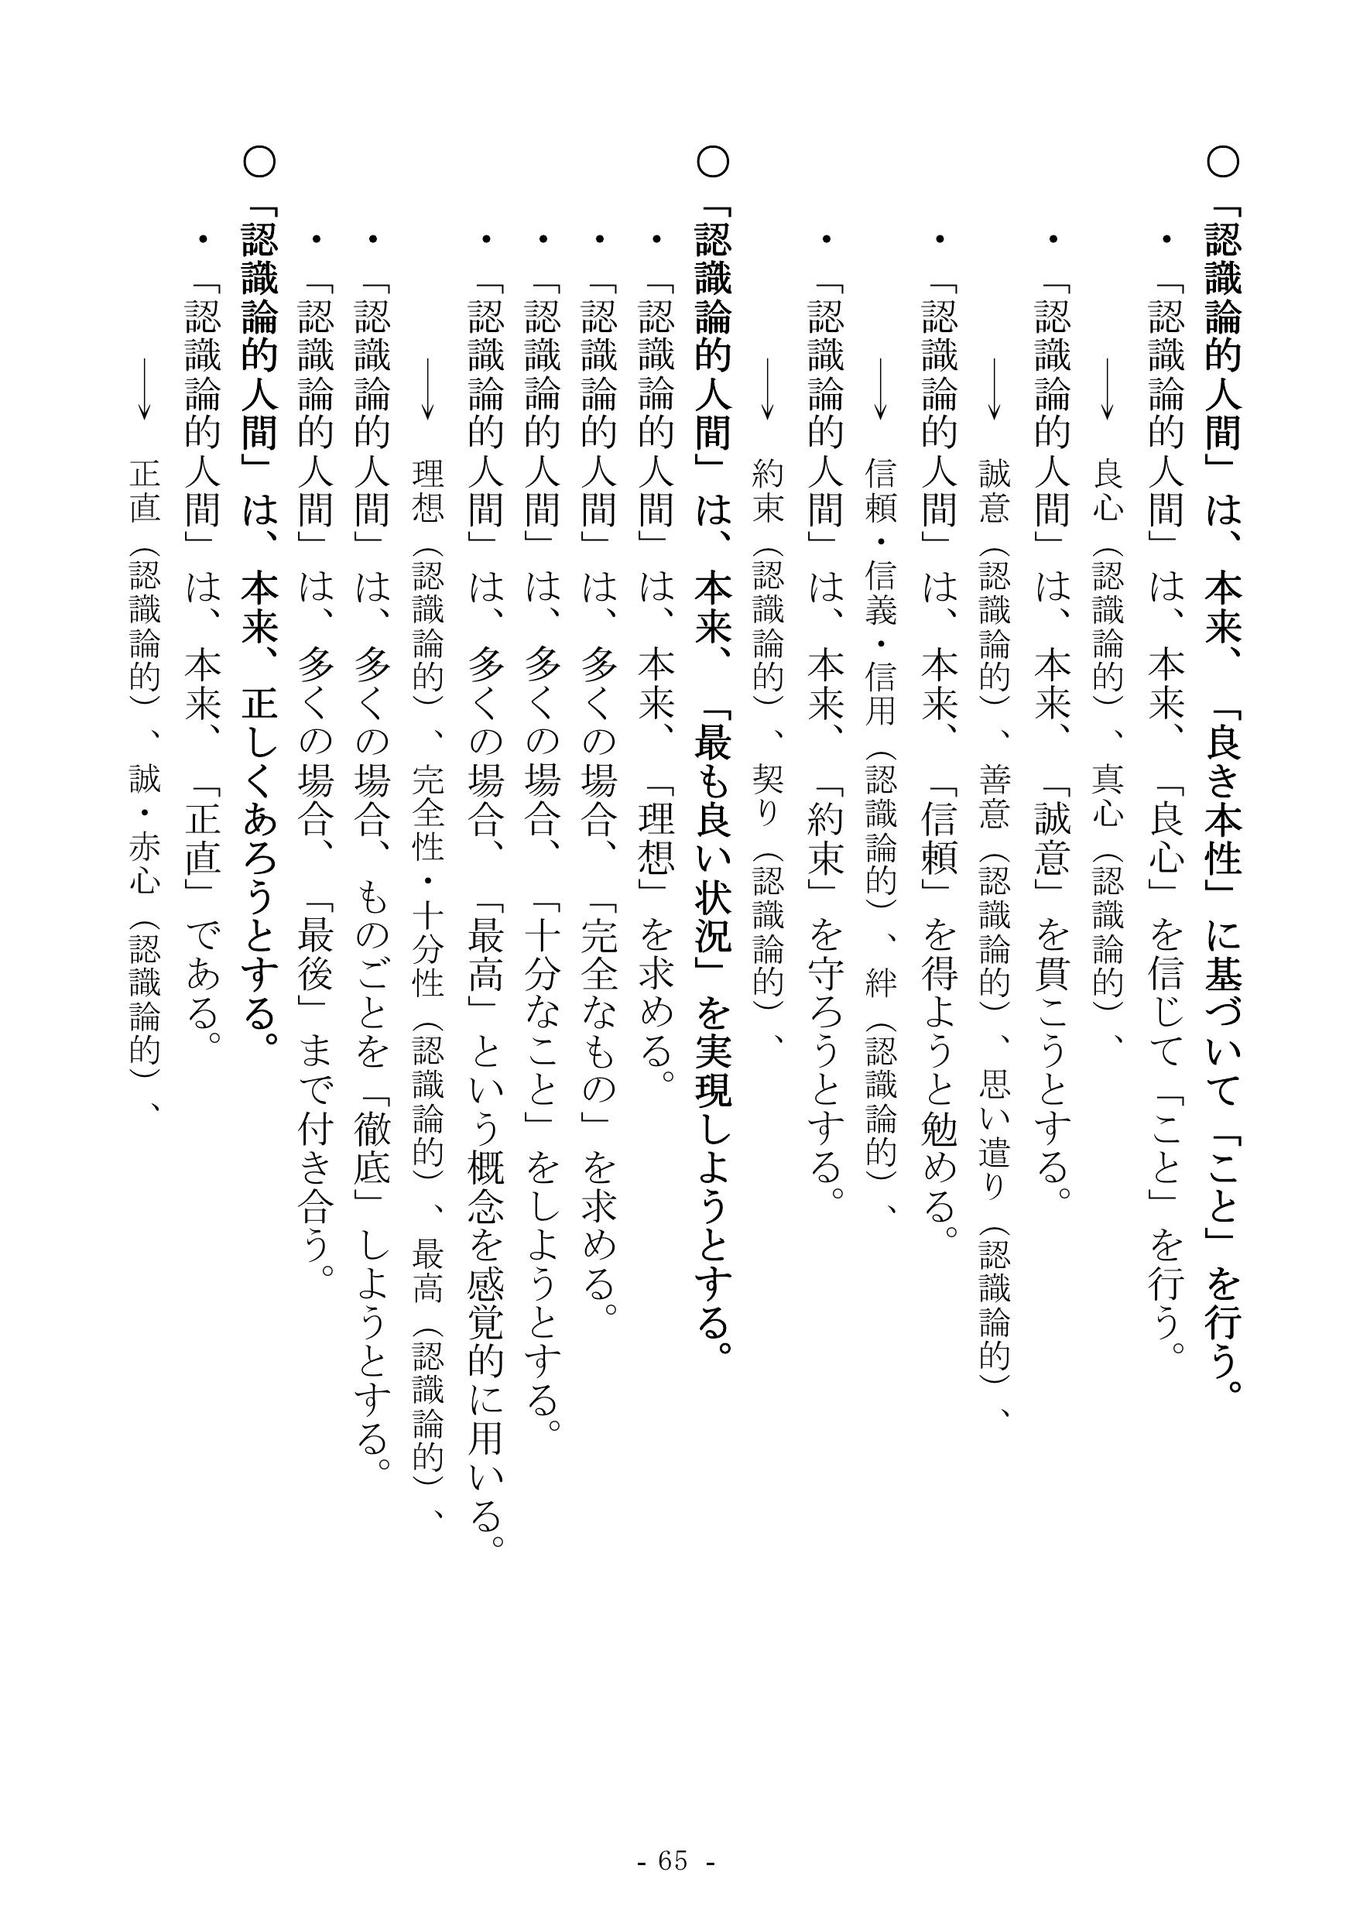 ○「認識論的人間」は、本来、「良き本性」に基づいて「こと」を行う。
・「認識論的人間」は、本来、「良心」を信じて「こと」を行う。
→ 良心（認識論的）、真心（認識論的）、
・「認識論的人間」は、本来、「誠意」を貫こうとする。
→ 誠意（認識論的）、善意（認識論的）、思い遣り（認識論的）、
・「認識論的人間」は、本来、「信頼」を得ようと勉める。
→ 信頼・信義・信用（認識論的）、絆（認識論的）、
・「認識論的人間」は、本来、「約束」を守ろうとする。
→ 約束（認識論的）、契り（認識論的）、
○「認識論的人間」は、本来、「最も良い状況」を実現しようとする。
・「認識論的人間」は、本来、「理想」を求める。
・「認識論的人間」は、多くの場合、「完全なもの」を求める。
・「認識論的人間」は、多くの場合、「十分なこと」をしようとする。
・「認識論的人間」は、多くの場合、「最高」という概念を感覚的に用いる。
→ 理想（認識論的）、完全性・十分性（認識論的）、最高（認識論的）、
・「認識論的人間」は、多くの場合、ものごとを「徹底」しようとする。
・「認識論的人間」は、多くの場合、「最後」まで付き合う。
○「認識論的人間」は、本来、正しくあろうとする。
・「認識論的人間」は、本来、「正直」である。
→ 正直（認識論的）、誠・赤心（認識論的）、
- 65 -